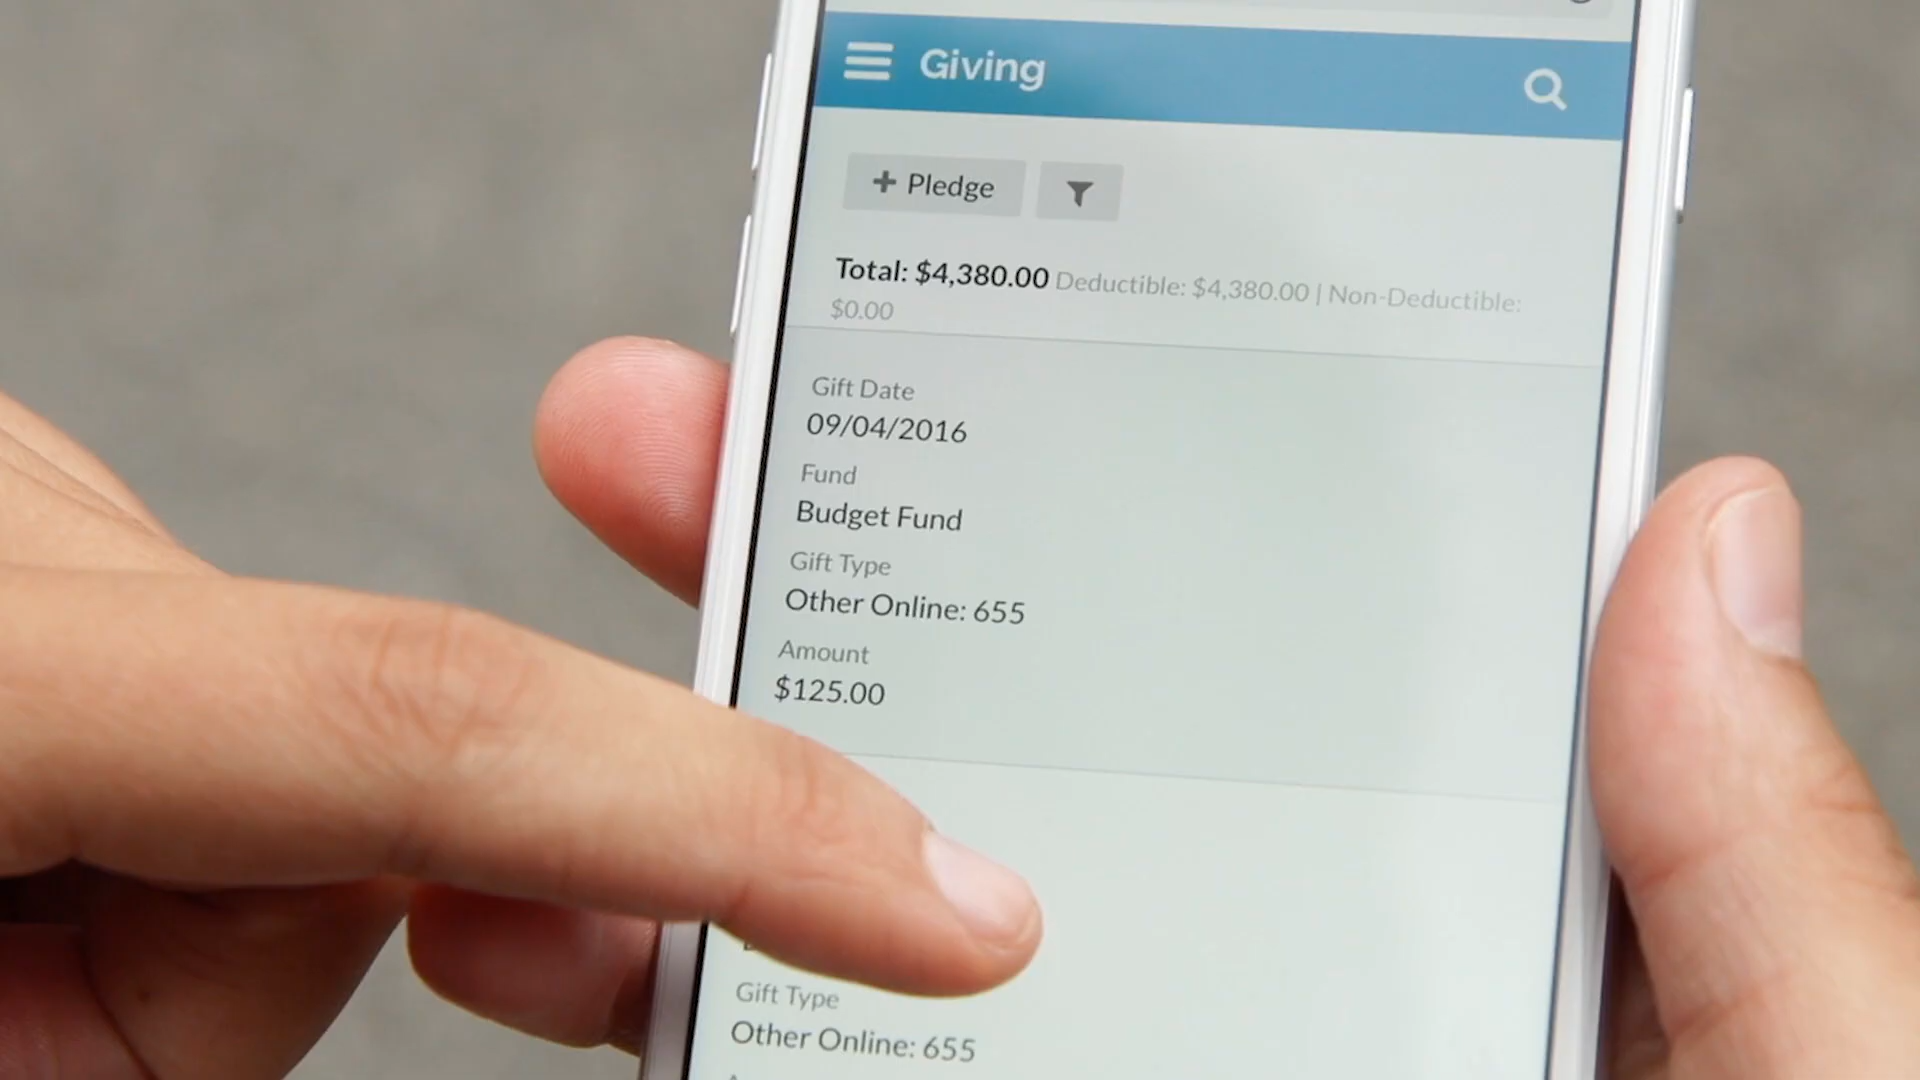 Giving
+ Pledge
Total: $4,380.00 Deductible: $4,380.00 | Non-Deductible:
$0.00
Gift Date
09/04/2016
Fund
Budget Fund
Gift Type
Other Online: 655
Amount
$125.00
Gift Type
Other Online: 655